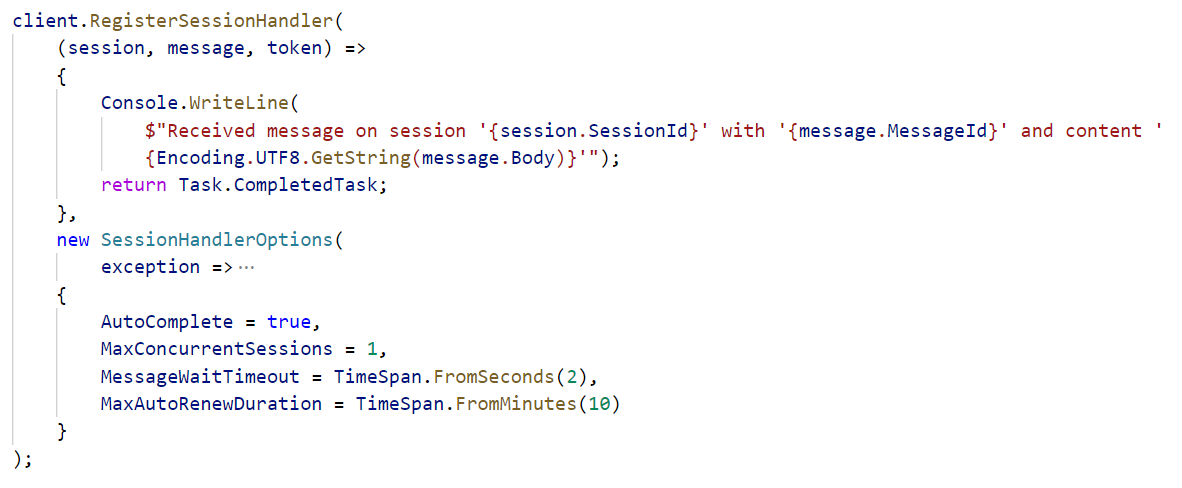 client.RegisterSessionHandler(
    (session, message, token) =>
    {
        Console.WriteLine(
            $"Received message on session '{session.SessionId}' with '{message.MessageId}' and content '
            {Encoding.UTF8.GetString(message.Body)}'");
        return Task.CompletedTask;
    },
    new SessionHandlerOptions(
        exception => ···
    {
        AutoComplete = true,
        MaxConcurrentSessions = 1,
        MessageWaitTimeout = TimeSpan.FromSeconds(2),
        MaxAutoRenewDuration = TimeSpan.FromMinutes(10)
    }
);